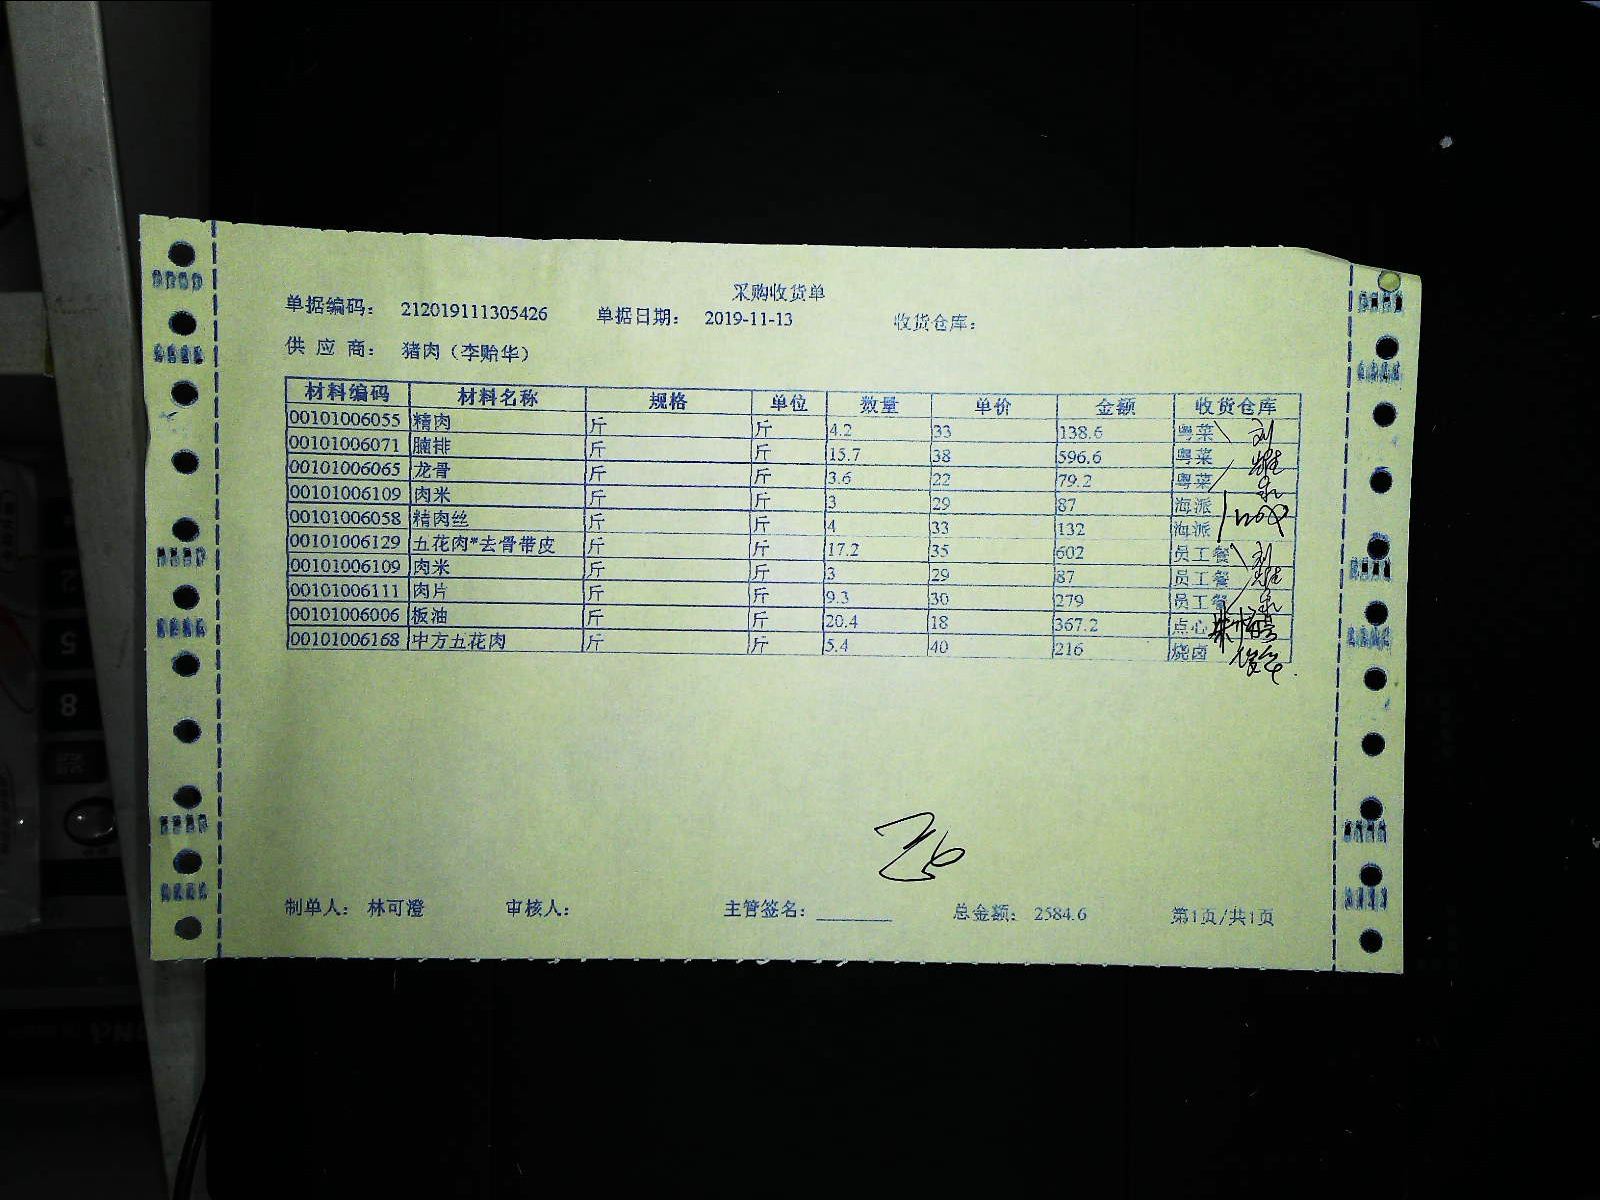 采购收货单
单据编码： 212019111305426 单据日期： 2019-11-13 收货仓库：
供 应 商： 猪肉（李贻华）
材料编码 材料名称 规格 单位 数量 单价 金额 收货仓库
00101006055 精肉 斤 斤 4.2 33 138.6 粤菜
00101006071 腩排 斤 斤 15.7 38 596.6 粤菜
00101006065 龙骨 斤 斤 3.6 22 79.2 粤菜
00101006109 肉米 斤 斤 3 29 87 海派
00101006058 精肉丝 斤 斤 4 33 132 海派
00101006129 五花肉*去骨带皮 斤 斤 17.2 35 602 员工餐
00101006109 肉米 斤 斤 3 29 87 员工餐
00101006111 肉片 斤 斤 9.3 30 279 员工餐
00101006006 板油 斤 斤 20.4 18 367.2 点心
00101006168 中方五花肉 斤 斤 5.4 40 216 烧卤
制单人： 林可澄 审核人： 主管签名：________ 总金额： 2584.6 第1页/共1页